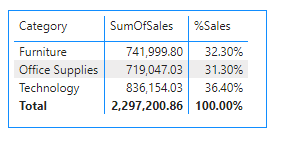 Category SumOfSales %Sales
Furniture 741,999.80 32.30%
Office Supplies 719,047.03 31.30%
Technology 836,154.03 36.40%
Total 2,297,200.86 100.00%